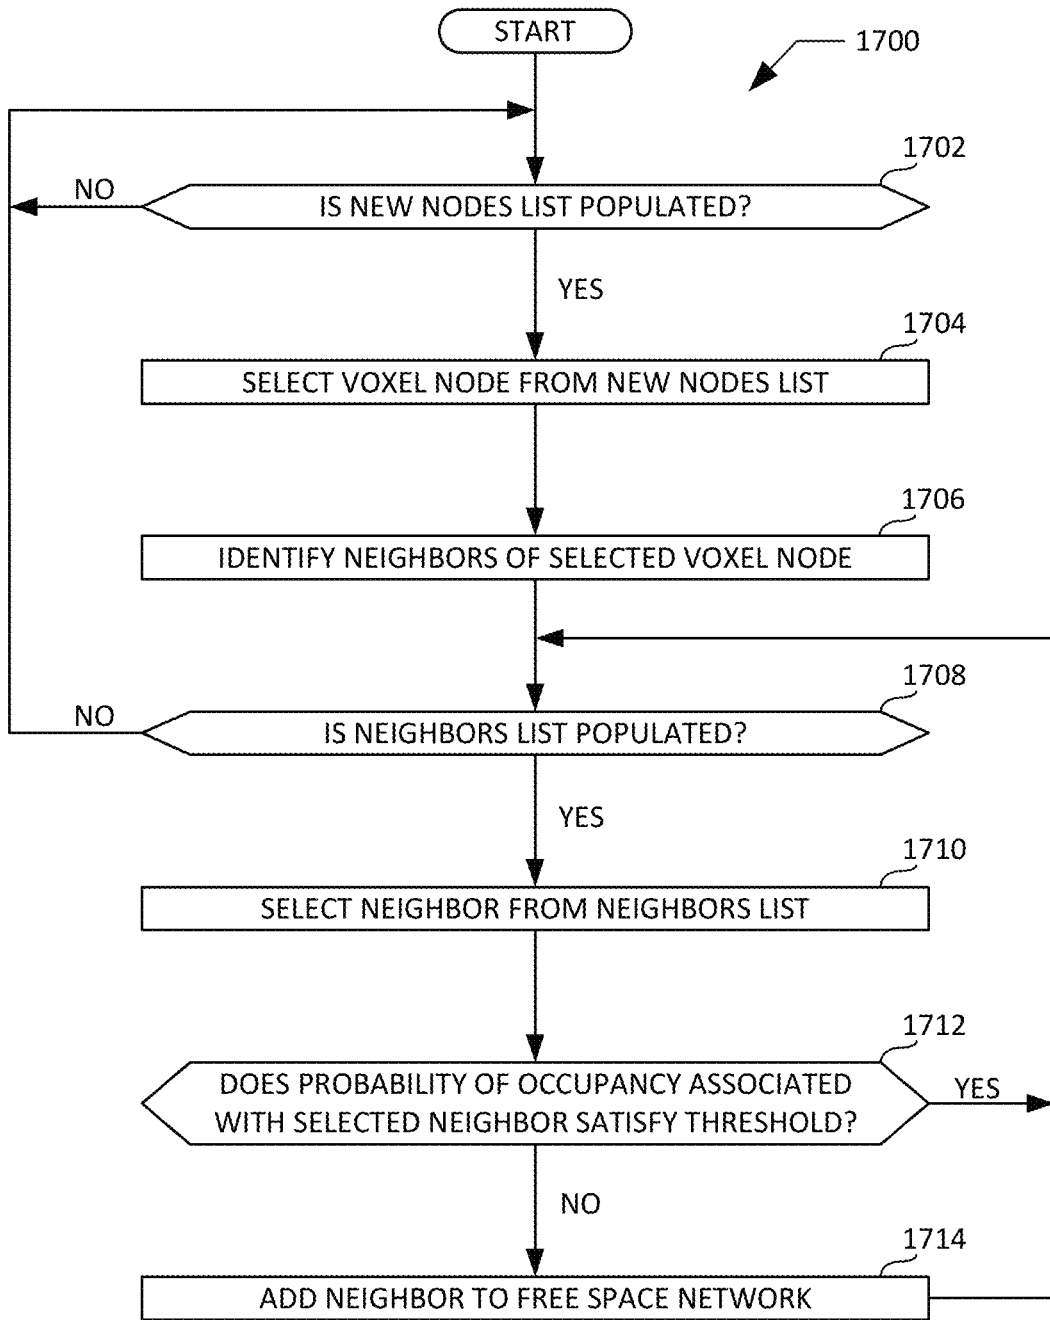 START
1700
1702
NO
IS NEW NODES LIST POPULATED?
YES
1704
SELECT VOXEL NODE FROM NEW NODES LIST
1706
IDENTIFY NEIGHBORS OF SELECTED VOXEL NODE
1708
NO
IS NEIGHBORS LIST POPULATED?
YES
1710
SELECT NEIGHBOR FROM NEIGHBORS LIST
1712
DOES PROBABILITY OF OCCUPANCY ASSOCIATED
WITH SELECTED NEIGHBOR SATISFY THRESHOLD?
YES
NO
1714
ADD NEIGHBOR TO FREE SPACE NETWORK